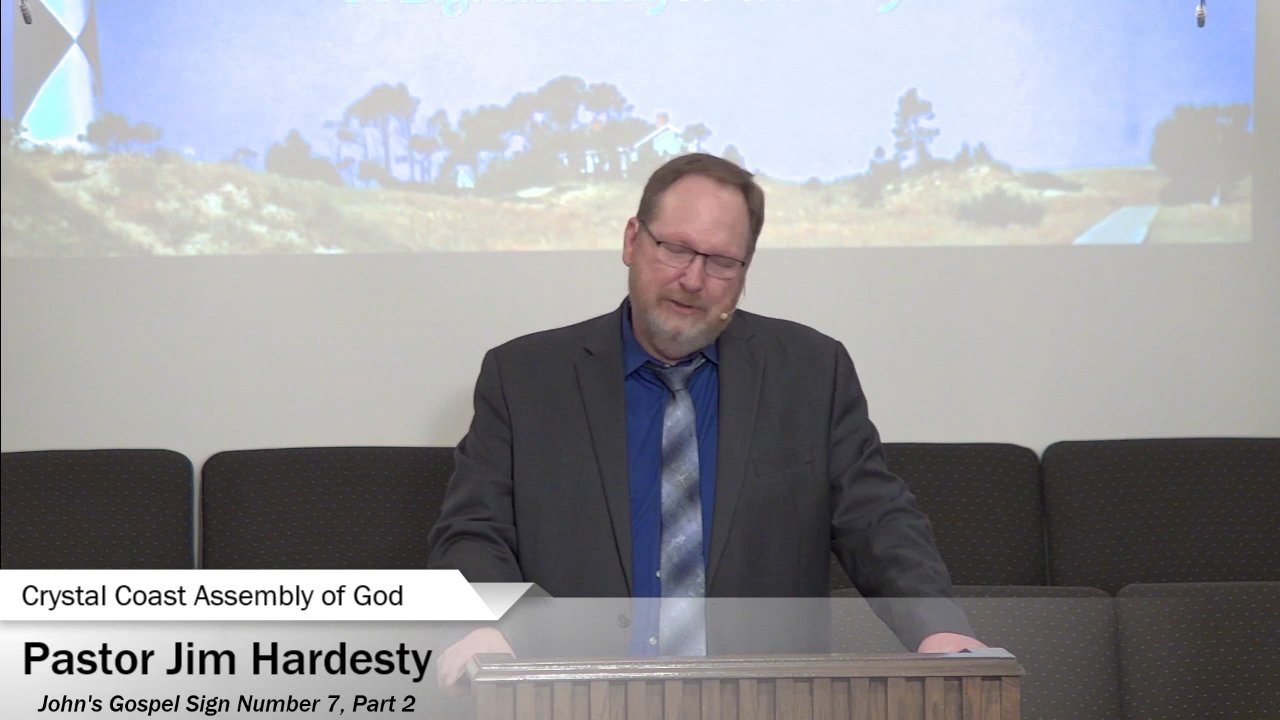 Crystal Coast Assembly of God
Pastor Jim Hardesty
John's Gospel Sign Number 7, Part 2